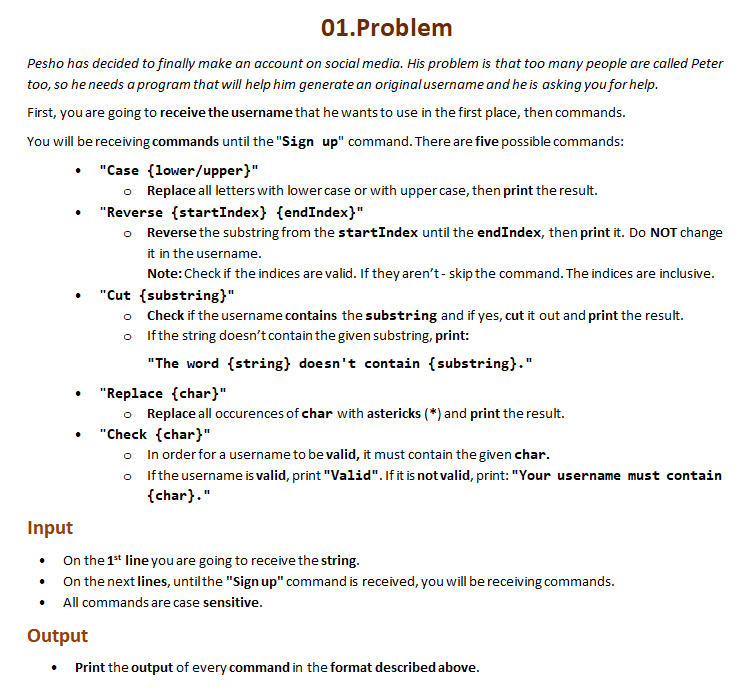 01.Problem
Pesho has decided to finally make an account on social media. His problem is that too many people are called Peter
too, so he needs a program that will help him generate an original username and he is asking you for help.
First, you are going to receive the username that he wants to use in the first place, then commands.
You will be receiving commands until the "Sign up" command. There are five possible commands:
• "Case {lower/upper}"
o Replace all letters with lower case or with upper case, then print the result.
• "Reverse {startIndex} {endIndex}"
o Reverse the substring from the startIndex until the endIndex, then print it. Do NOT change
it in the username.
Note: Check if the indices are valid. If they aren't - skip the command. The indices are inclusive.
• "Cut {substring}"
o Check if the username contains the substring and if yes, cut it out and print the result.
o If the string doesn't contain the given substring, print:
"The word {string} doesn't contain {substring}."
• "Replace {char}"
o Replace all occurences of char with astericks (*) and print the result.
• "Check {char}"
o In order for a username to be valid, it must contain the given char.
o If the username is valid, print "Valid". If it is not valid, print: "Your username must contain
{char}."
Input
• On the 1st line you are going to receive the string.
• On the next lines, until the "Sign up" command is received, you will be receiving commands.
• All commands are case sensitive.
Output
• Print the output of every command in the format described above.